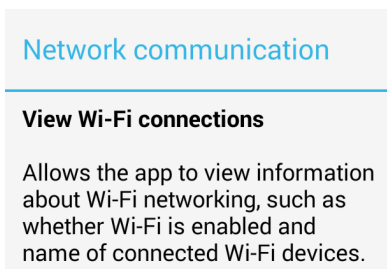 Network communication
View Wi-Fi connections
Allows the app to view information
about Wi-Fi networking, such as
whether Wi-Fi is enabled and
name of connected Wi-Fi devices.